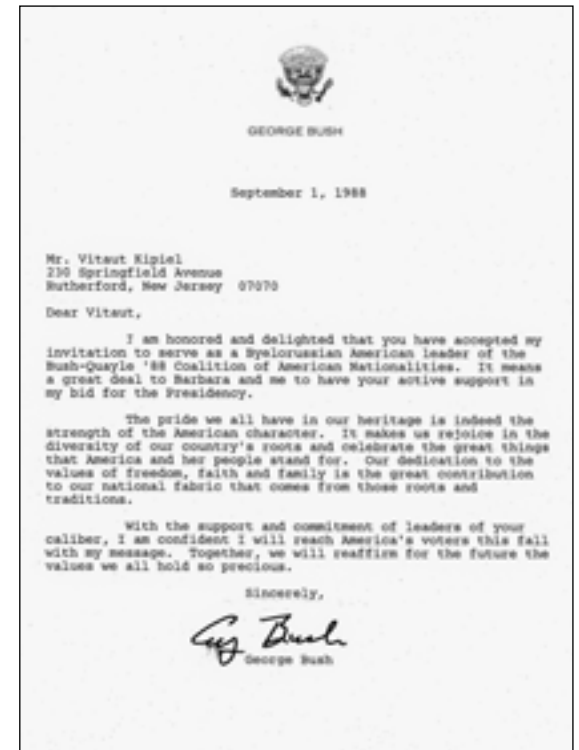 GEORGE BUSH
September 1, 1988
Mr. Vitaut Kipiel
230 Springfield Avenue
Rutherford, New Jersey 07070
Dear Vitaut,
I am honored and delighted that you have accepted my
invitation to serve as a Byelorussian American leader of the
Bush-Quayle '88 Coalition of American Nationalities. It means
a great deal to Barbara and me to have your active support in
my bid for the Presidency.
The pride we all have in our heritage is indeed the
strength of the American character. It makes us rejoice in the
diversity of our country's roots and celebrate the great things
that America and her people stand for. Our dedication to the
values of freedom, faith and family is the great contribution
to our national fabric that comes from those roots and
traditions.
With the support and commitment of leaders of your
caliber, I am confident I will reach America's voters this fall
with my message. Together, we will reaffirm for the future the
values we all hold so precious.
Sincerely,
G Bush
George Bush